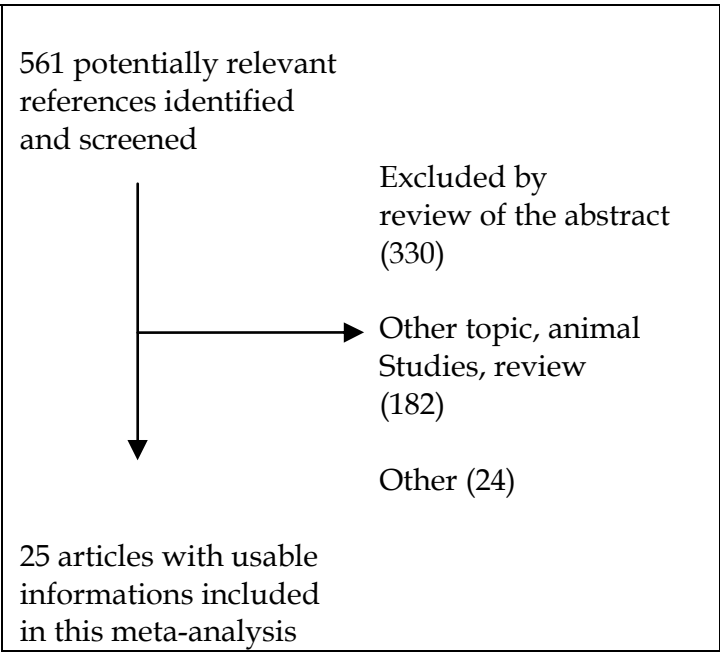 561 potentially relevant
references identified
and screened
Excluded by
review of the abstract
(330)
Other topic, animal
Studies, review
(182)
Other (24)
25 articles with usable
informations included
in this meta-analysis